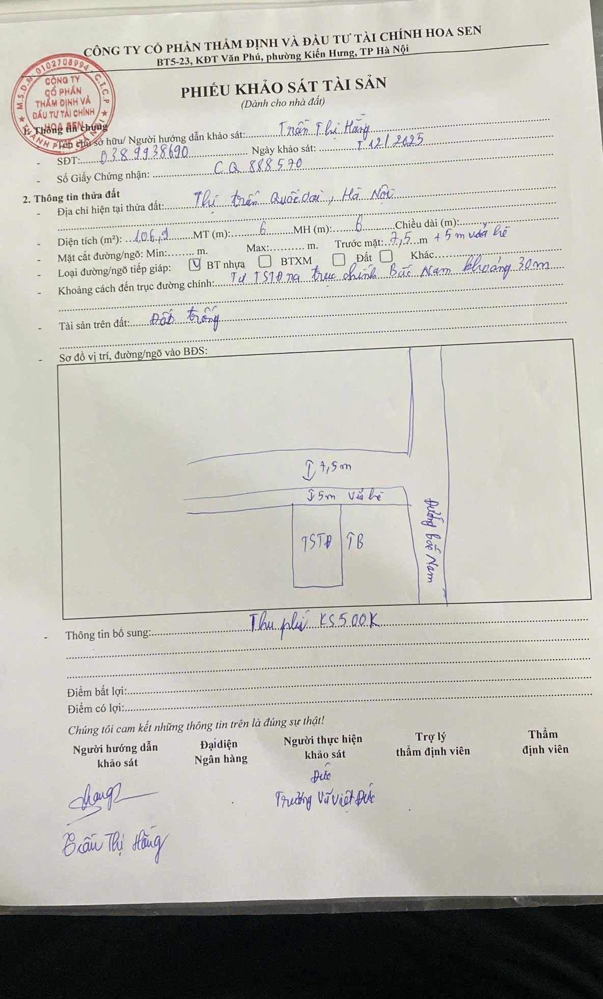 CÔNG TY CỔ PHẦN THẨM ĐỊNH VÀ ĐẦU TƯ TÀI CHÍNH HOA SEN
BT5-23, KĐT Văn Phú, phường Kiến Hưng, TP Hà Nội
M.S.D.N: 0102708994 - C.T.C.P
CÔNG TY
CỔ PHẦN
THẨM ĐỊNH VÀ
ĐẦU TƯ TÀI CHÍNH
HOA SEN
PHIẾU KHẢO SÁT TÀI SẢN
(Dành cho nhà đất)
1. Thông tin chung
Tên chủ sở hữu/ Người hướng dẫn khảo sát: Trần Thị Hằng
- SĐT: 0389938690 Ngày khảo sát: T 12/2025
- Số Giấy Chứng nhận: CQ 888570
2. Thông tin thửa đất
- Địa chỉ hiện tại thửa đất: Thị trấn Quốc Oai, Hà Nội
- Diện tích (m²): 106,9 MT (m): 6 MH (m): 6 Chiều dài (m):
- Mặt cắt đường/ngõ: Min: m. Max: m. Trước mặt: 7,5 m + 5 m vỉa hè
- Loại đường/ngõ tiếp giáp: BT nhựa BTXM Đất Khác
- Khoảng cách đến trục đường chính: Từ TSTĐ ra trục chính Bắc Nam khoảng 30m
- Tài sản trên đất: Đất trống
- Sơ đồ vị trí, đường/ngõ vào BĐS:
7,5m
5m vỉa hè
TSTĐ TB
Đường bắc Nam
- Thông tin bổ sung: Thu phí KS 500K
Điểm bất lợi:
Điểm có lợi:
Chúng tôi cam kết những thông tin trên là đúng sự thật!
Người hướng dẫn khảo sát
Đại diện Ngân hàng
Người thực hiện khảo sát
Trợ lý thẩm định viên
Thẩm định viên
Đức
Trương Vũ Việt Đức
Trần Thị Hằng